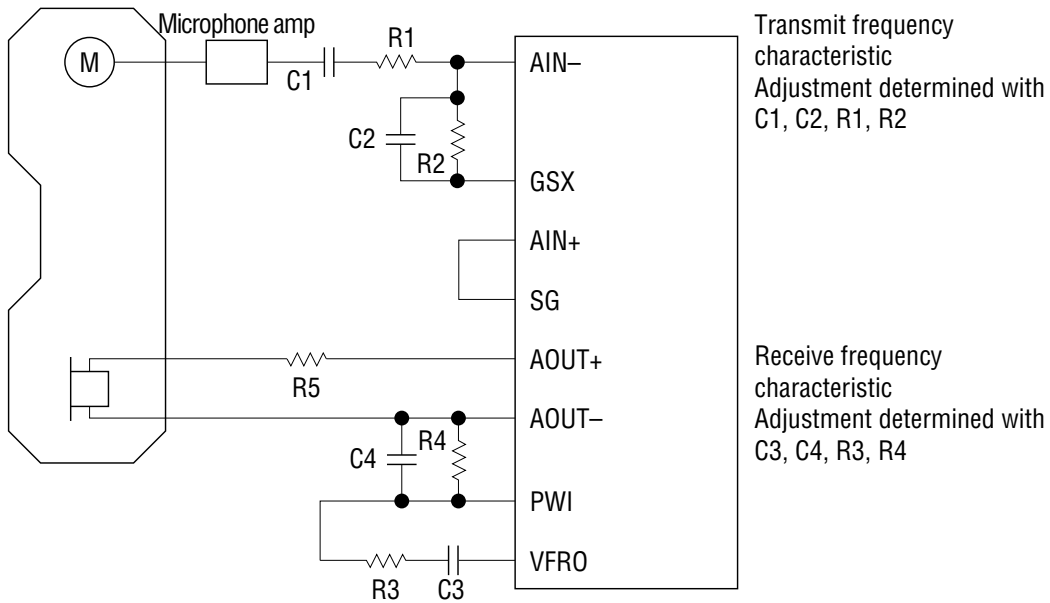 Microphone amp
M
C1
R1
C2
R2
AIN–
GSX
AIN+
SG
AOUT+
AOUT–
PWI
VFRO
R5
C4
R4
R3
C3
Transmit frequency
characteristic
Adjustment determined with
C1, C2, R1, R2
Receive frequency
characteristic
Adjustment determined with
C3, C4, R3, R4